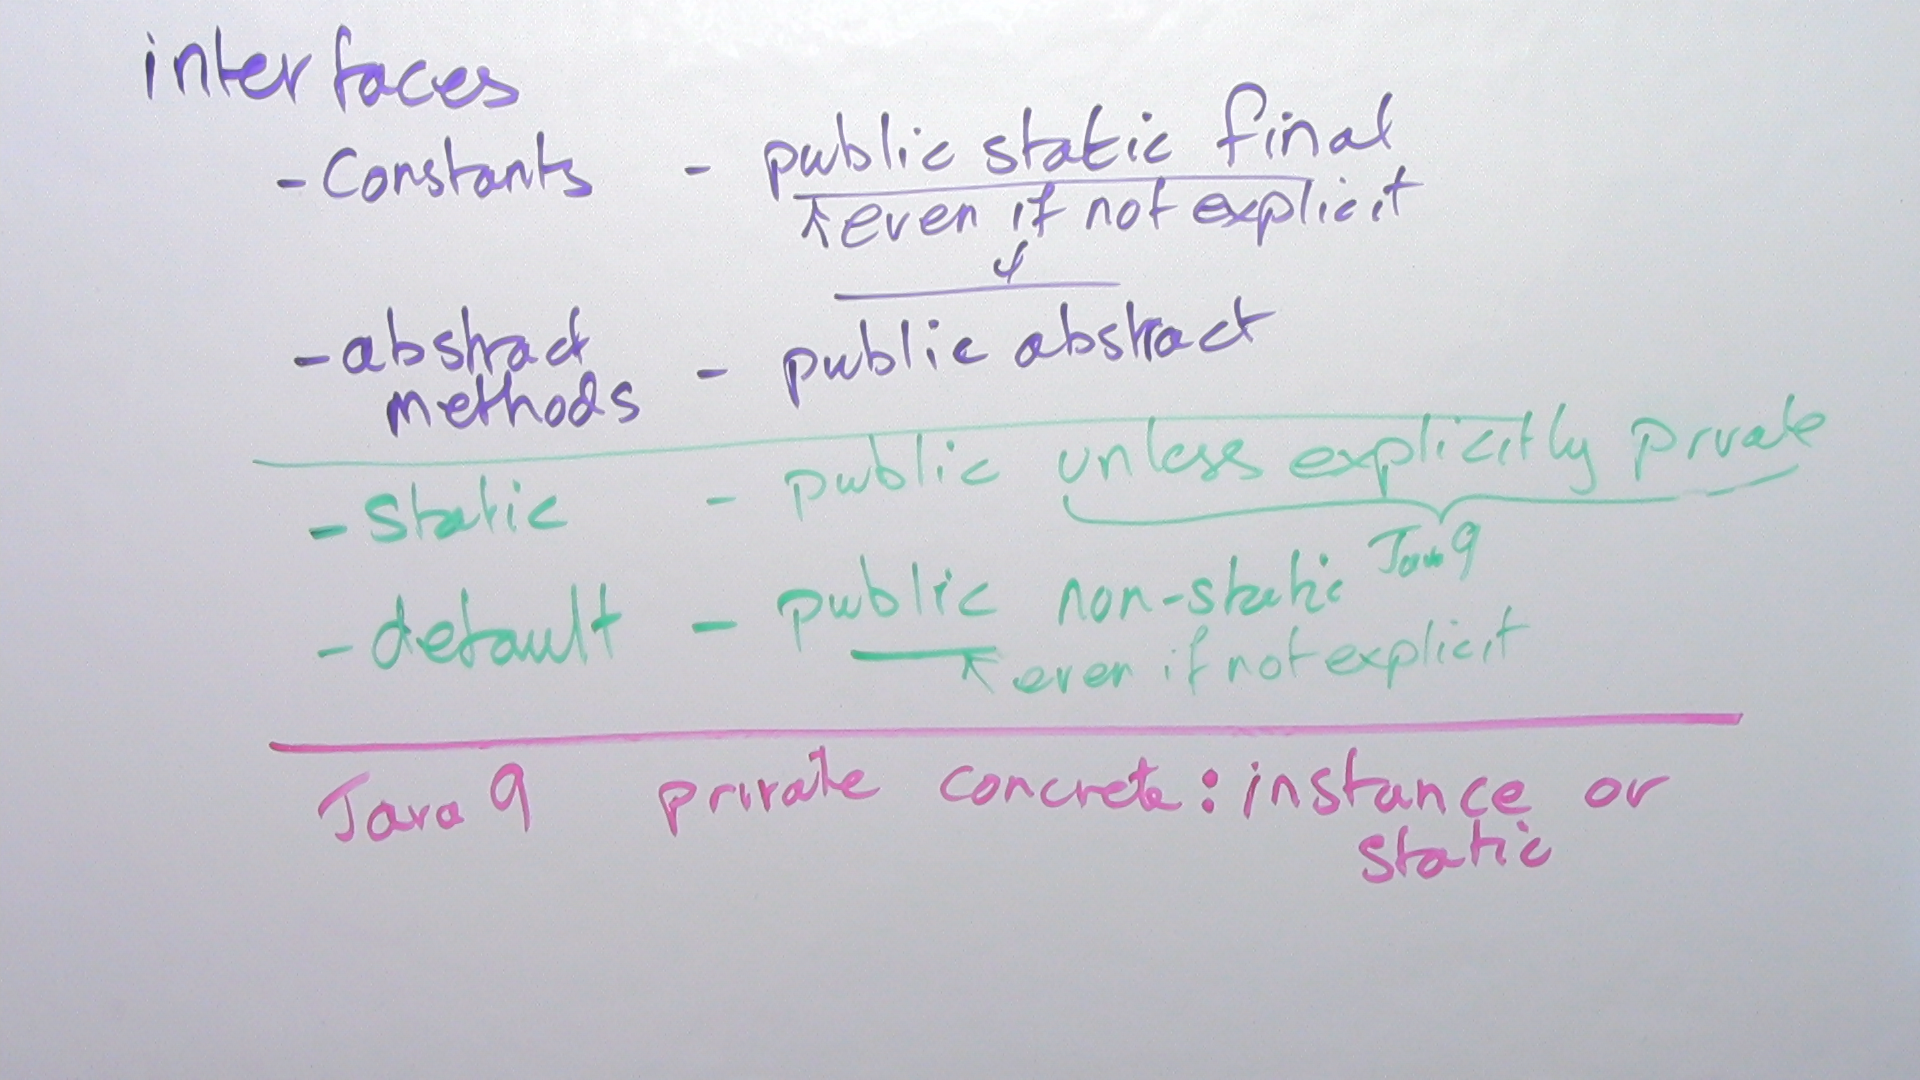 interfaces
- Constants - public static final
↖ even if not explicit
- abstract methods - public abstract
- static - public unless explicitly private
Java 9
- default - public non-static
↖ even if not explicit
Java 9 private concrete: instance or
static